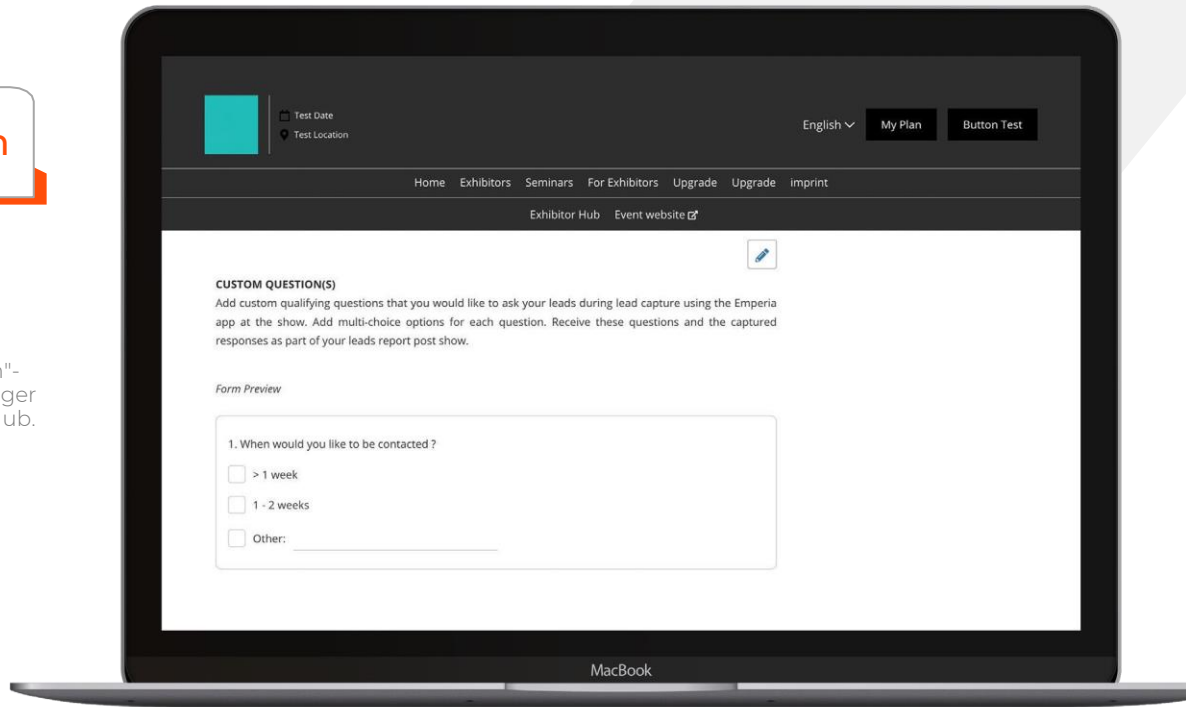 n
n"-
ger
ub.
Test Date
Test Location
English
My Plan
Button Test
Home Exhibitors Seminars For Exhibitors Upgrade Upgrade imprint
Exhibitor Hub Event website
CUSTOM QUESTION(S)
Add custom qualifying questions that you would like to ask your leads during lead capture using the Emperia
app at the show. Add multi-choice options for each question. Receive these questions and the captured
responses as part of your leads report post show.
Form Preview
1. When would you like to be contacted ?
> 1 week
1 - 2 weeks
Other:
MacBook